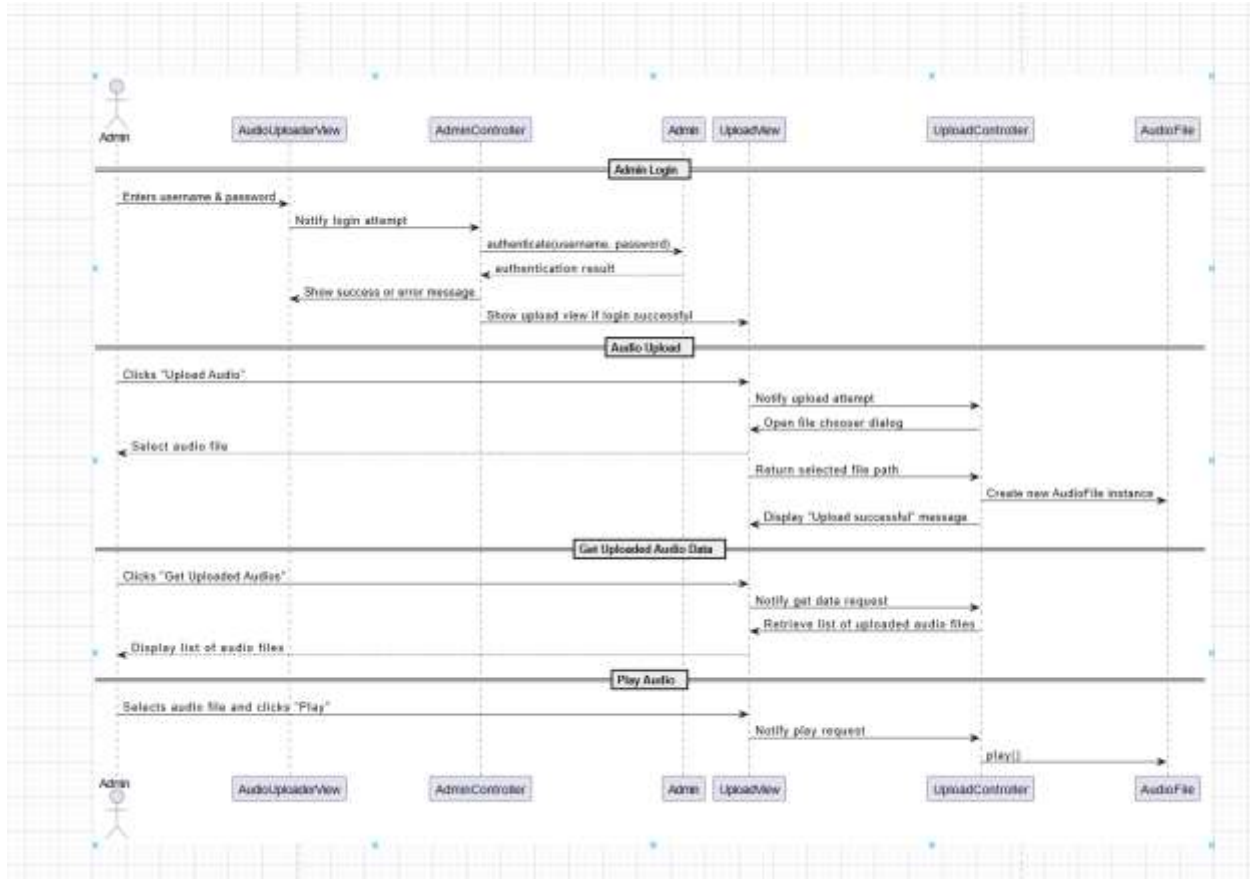 Admin
AudioUploaderView
AdminController
Admin
UploadView
UploadController
AudioFile
Admin Login
Enters username & password
Notify login attempt
authenticate(username, password)
authentication result
Show success or error message
Show upload view if login successful
Audio Upload
Clicks "Upload Audio"
Notify upload attempt
Open file chooser dialog
Select audio file
Return selected file path
Create new AudioFile instance
Display "Upload successful" message
Get Uploaded Audio Data
Clicks "Get Uploaded Audios"
Notify get data request
Retrieve list of uploaded audio files
Display list of audio files
Play Audio
Selects audio file and clicks "Play"
Notify play request
play()
Admin
AudioUploaderView
AdminController
Admin
UploadView
UploadController
AudioFile